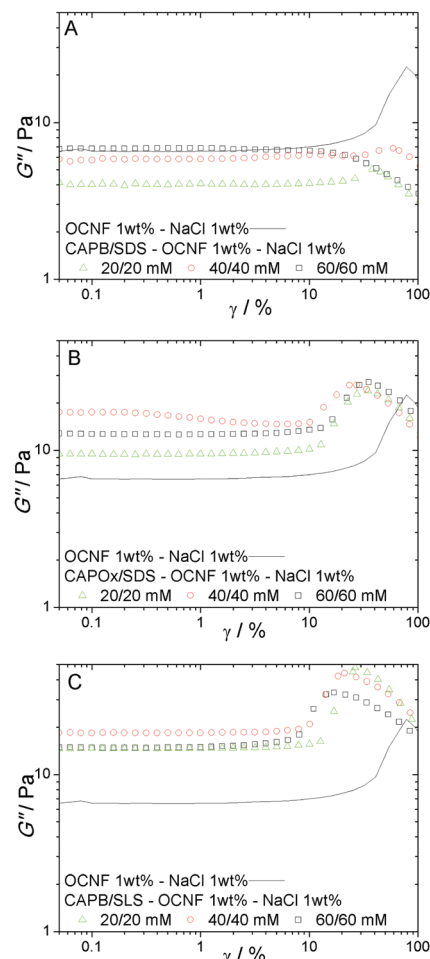 A
G″ / Pa
10
1
OCNF 1wt% - NaCl 1wt%
CAPB/SDS - OCNF 1wt% - NaCl 1wt%
20/20 mM 40/40 mM 60/60 mM
0.1 1 10 100
γ / %
B
G″ / Pa
10
1
OCNF 1wt% - NaCl 1wt%
CAPOx/SDS - OCNF 1wt% - NaCl 1wt%
20/20 mM 40/40 mM 60/60 mM
0.1 1 10 100
γ / %
C
G″ / Pa
10
1
OCNF 1wt% - NaCl 1wt%
CAPB/SLS - OCNF 1wt% - NaCl 1wt%
20/20 mM 40/40 mM 60/60 mM
0.1 1 10 100
γ / %